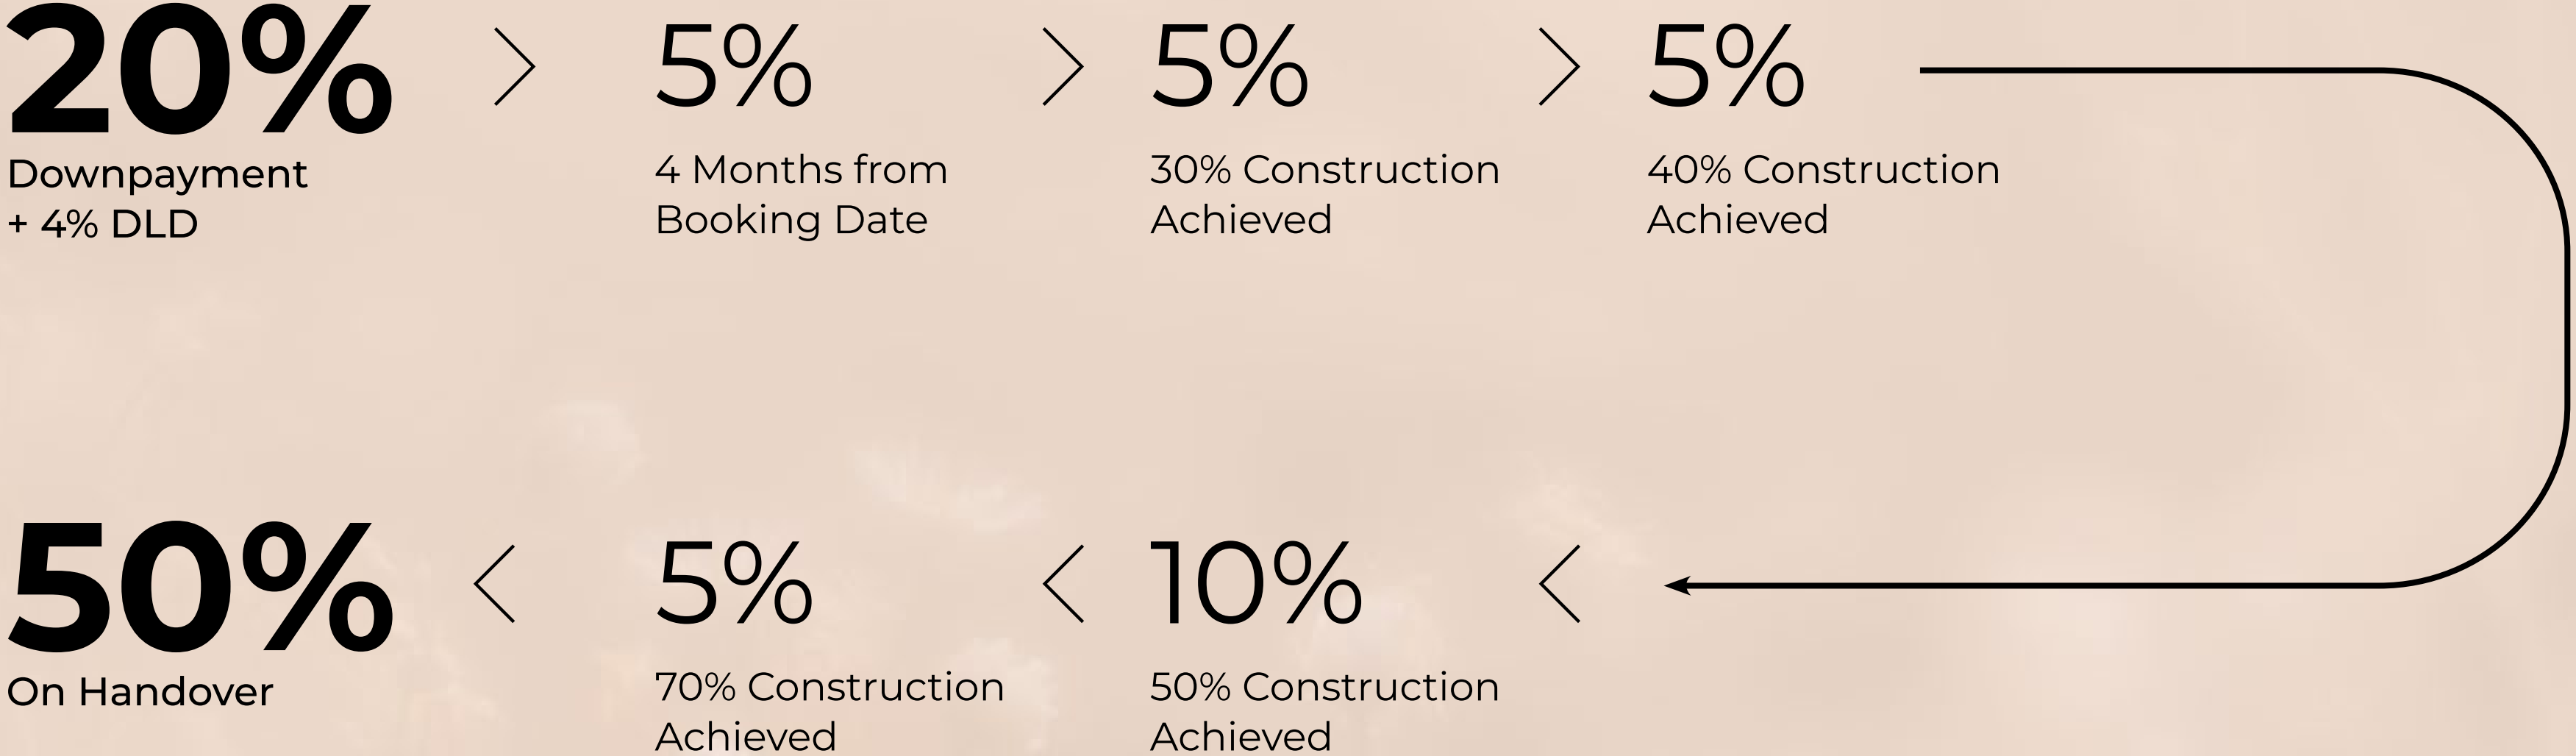 20%
Downpayment
+ 4% DLD
5%
4 Months from
Booking Date
5%
30% Construction
Achieved
5%
40% Construction
Achieved
10%
50% Construction
Achieved
5%
70% Construction
Achieved
50%
On Handover